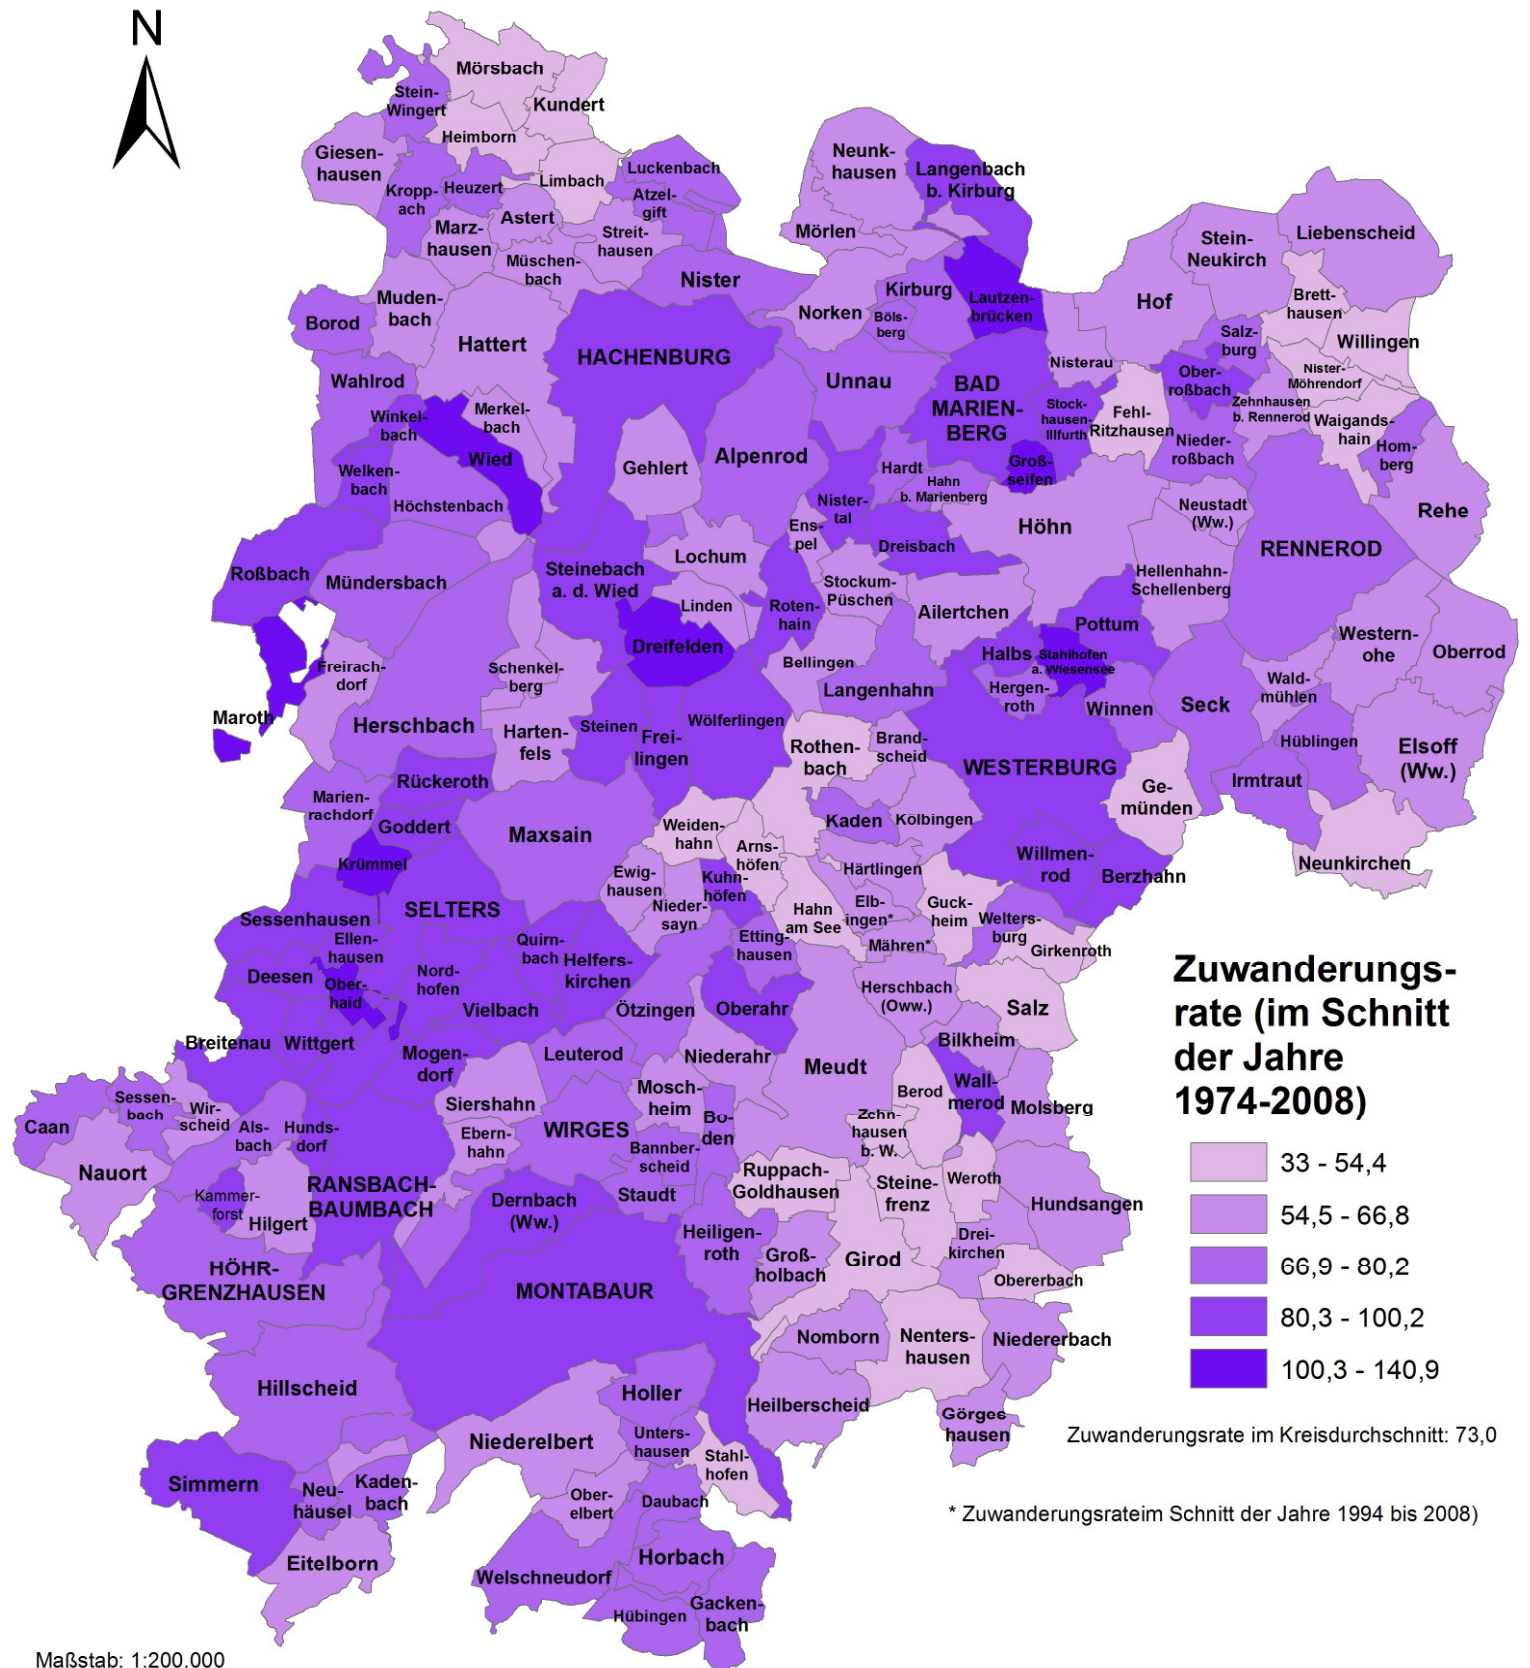 N
Mörsbach
Kundert
Stein-
Wingert
Heimborn
Giesen-
hausen
Kropp-
ach
Heuzert
Limbach
Luckenbach
Atzel-
gift
Marz-
hausen
Astert
Streit-
hausen
Müschen-
bach
Nister
Neunk-
hausen
Langenbach
b. Kirburg
Mörlen
Stein-
Neukirch
Liebenscheid
Borod
Muden-
bach
Hattert
HACHENBURG
Norken
Kirburg
Böls-
berg
Lautzen-
brücken
Hof
Brett-
hausen
Willingen
Nisterau
Salz-
burg
Ober-
roßbach
Nister-
Möhrendorf
Zehnhausen
b. Rennerod
Waigands-
hain
Hom-
berg
Wahlrod
Winkel-
bach
Merkel-
bach
Wied
Welken-
bach
Höchstenbach
Gehlert
Alpenrod
Unnau
BAD
MARIEN-
BERG
Stock-
hausen-
Illfurth
Fehl-
Ritzhausen
Nieder-
roßbach
Groß-
seifen
Hardt
Hahn
b. Marienberg
Nister-
tal
Ens-
pel
Dreisbach
Höhn
Neustadt
(Ww.)
RENNEROD
Rehe
Roßbach
Mündersbach
Steinebach
a. d. Wied
Lochum
Linden
Roten-
hain
Stockum-
Püschen
Ailertchen
Hellenhahn-
Schellenberg
Pottum
Western-
ohe
Oberrod
Freirach-
dorf
Schenkel-
berg
Dreifelden
Bellingen
Langenhahn
Halbs
Stahlhofen
a. Wiesensee
Hergen-
roth
Winnen
Seck
Wald-
mühlen
Maroth
Herschbach
Harten-
fels
Steinen
Frei-
lingen
Wölferlingen
Rothen-
bach
Brand-
scheid
WESTERBURG
Ge-
münden
Hüblingen
Irmtraut
Elsoff
(Ww.)
Rückeroth
Marien-
rachdorf
Goddert
Krümmel
Maxsain
Weiden-
hahn
Arns-
höfen
Kaden
Kölbingen
Willmen-
rod
Berzhahn
Neunkirchen
Sessenhausen
SELTERS
Ewig-
hausen
Kuhn-
höfen
Nieder-
sayn
Härtlingen
Elb-
ingen*
Guck-
heim
Hahn
am See
Mähren*
Welters-
burg
Girkenroth
Ellen-
hausen
Deesen
Ober-
haid
Nord-
hofen
Quirn-
bach
Helfers-
kirchen
Etting-
hausen
Vielbach
Ötzingen
Oberahr
Herschbach
(Oww.)
Salz
Breitenau
Wittgert
Mogen-
dorf
Leuterod
Niederahr
Meudt
Bilkheim
Wall-
merod
Molsberg
Berod
Zehn-
hausen
b. W.
Siershahn
Mosch-
heim
Bo-
den
Caan
Sessen-
bach
Wir-
scheid
Als-
bach
Hunds-
dorf
Ebern-
hahn
WIRGES
Bannber-
scheid
Nauort
RANSBACH-
BAUMBACH
Kammer-
forst
Hilgert
Dernbach
(Ww.)
Staudt
Ruppach-
Goldhausen
Steine-
frenz
Weroth
Hundsangen
HÖHR-
GRENZHAUSEN
MONTABAUR
Heiligen-
roth
Groß-
holbach
Girod
Drei-
kirchen
Obererbach
Hillscheid
Nomborn
Nenters-
hausen
Niedererbach
Holler
Heilberscheid
Görges
hausen
Niederelbert
Unters-
hausen
Stahl-
hofen
Simmern
Neu-
häusel
Kaden-
bach
Ober-
elbert
Daubach
Eitelborn
Welschneudorf
Horbach
Hübingen
Gacken-
bach
Zuwanderungs-
rate (im Schnitt
der Jahre
1974-2008)
33 - 54,4
54,5 - 66,8
66,9 - 80,2
80,3 - 100,2
100,3 - 140,9
Zuwanderungsrate im Kreisdurchschnitt: 73,0
* Zuwanderungsrateim Schnitt der Jahre 1994 bis 2008)
Maßstab: 1:200.000